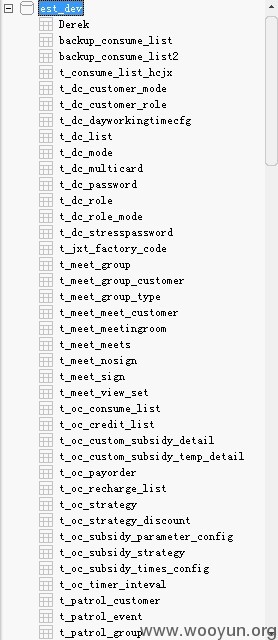 est_dev
Derek
backup_consume_list
backup_consume_list2
t_consume_list_hcjx
t_dc_customer_mode
t_dc_customer_role
t_dc_dayworkingtimecfg
t_dc_list
t_dc_mode
t_dc_multicard
t_dc_password
t_dc_role
t_dc_role_mode
t_dc_stresspassword
t_jxt_factory_code
t_meet_group
t_meet_group_customer
t_meet_group_type
t_meet_meet_customer
t_meet_meetingroom
t_meet_meets
t_meet_nosign
t_meet_sign
t_meet_view_set
t_oc_consume_list
t_oc_credit_list
t_oc_custom_subsidy_detail
t_oc_custom_subsidy_temp_detail
t_oc_payorder
t_oc_recharge_list
t_oc_strategy
t_oc_strategy_discount
t_oc_subsidy_parameter_config
t_oc_subsidy_strategy
t_oc_subsidy_times_config
t_oc_timer_inteval
t_patrol_customer
t_patrol_event
t_patrol_group
www.wooyun.org